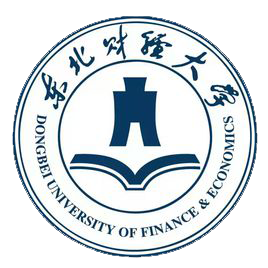 东北财经大学
DONGBEI UNIVERSITY OF FINANCE & ECONOMICS